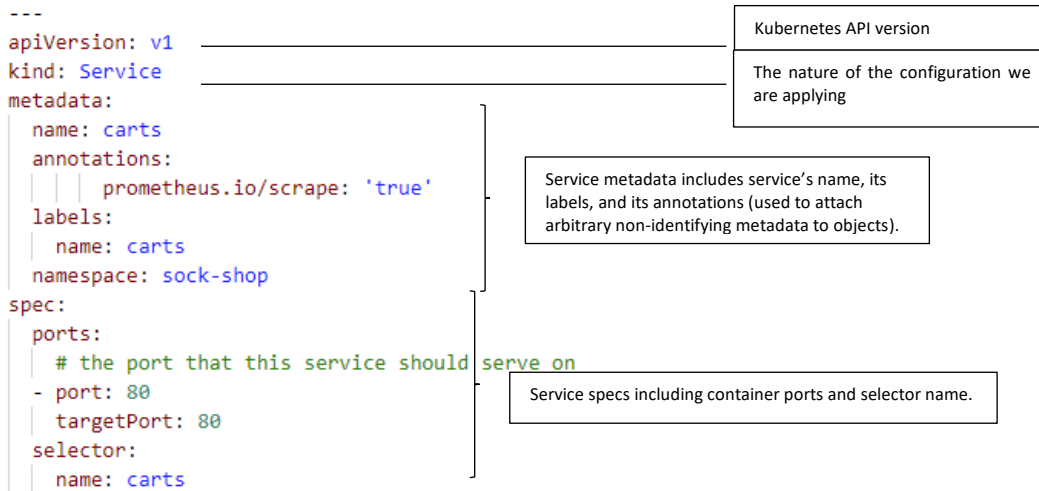 ---
apiVersion: v1
kind: Service
metadata:
name: carts
annotations:
prometheus.io/scrape: 'true'
labels:
name: carts
namespace: sock-shop
spec:
ports:
# the port that this service should serve on
- port: 80
targetPort: 80
selector:
name: carts
Kubernetes API version
The nature of the configuration we
are applying
Service metadata includes service’s name, its
labels, and its annotations (used to attach
arbitrary non-identifying metadata to objects).
Service specs including container ports and selector name.